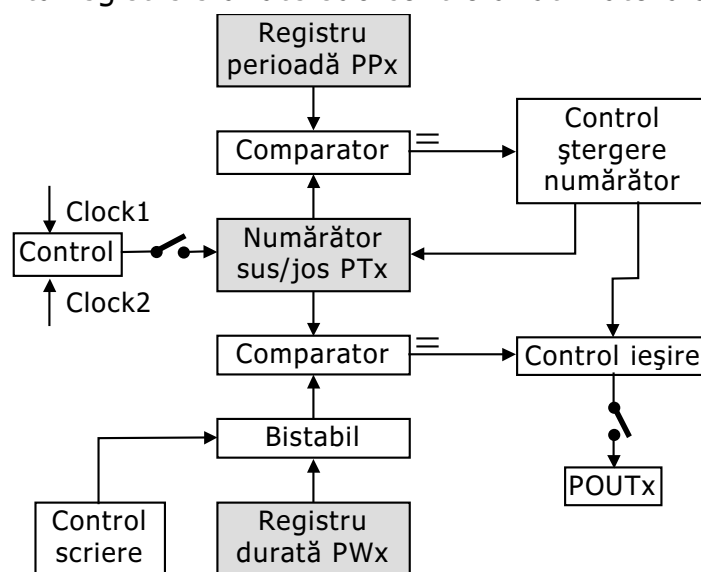 Registru
perioadă PPx
Comparator
=
Control
ştergere
numărător
Clock1
Control
Clock2
Numărător
sus/jos PTx
Comparator
=
Control ieşire
Bistabil
POUTx
Control
scriere
Registru
durată PWx